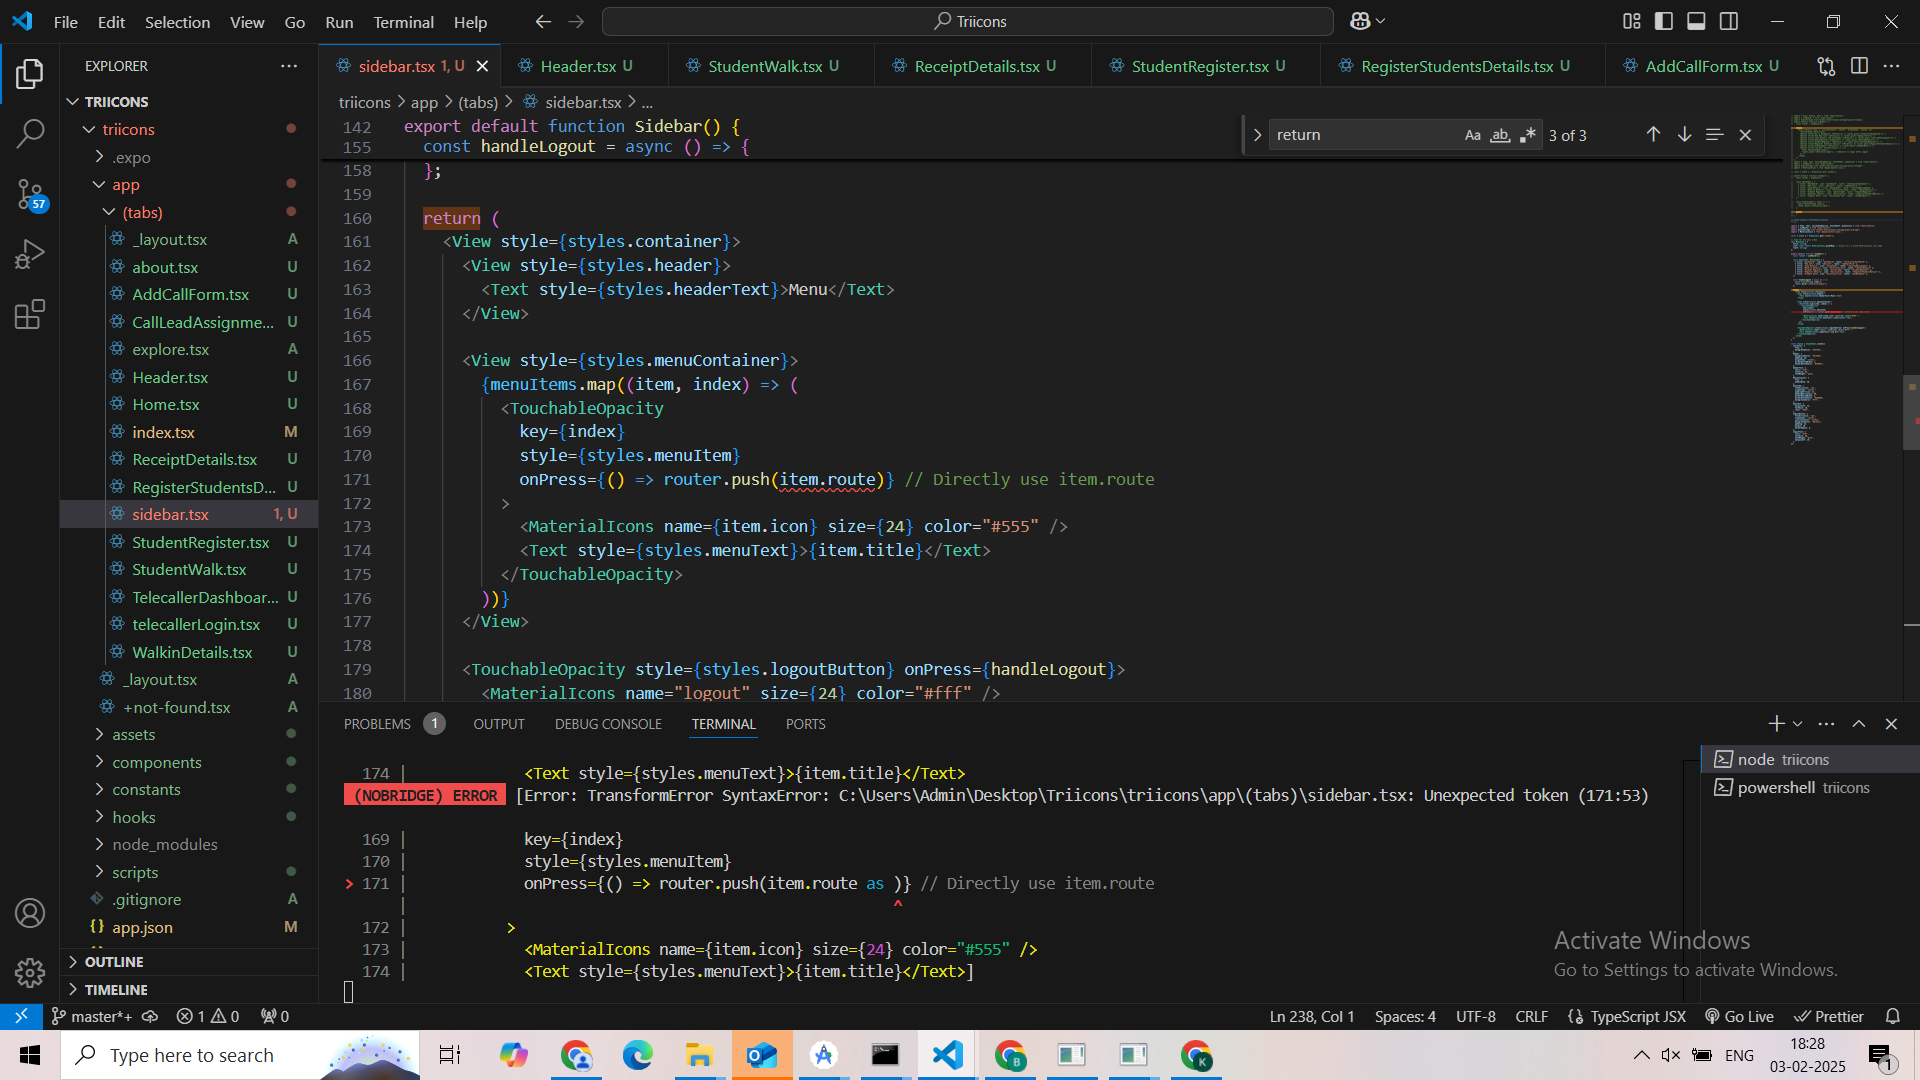 File Edit Selection View Go Run Terminal Help
Triicons
EXPLORER
TRIICONS
triicons
.expo
app
(tabs)
_layout.tsx A
about.tsx U
AddCallForm.tsx U
CallLeadAssignme... U
explore.tsx A
Header.tsx U
Home.tsx U
index.tsx M
ReceiptDetails.tsx U
RegisterStudentsD... U
sidebar.tsx 1, U
StudentRegister.tsx U
StudentWalk.tsx U
TelecallerDashboar... U
telecallerLogin.tsx U
WalkinDetails.tsx U
_layout.tsx A
+not-found.tsx A
assets
components
constants
hooks
node_modules
scripts
.gitignore A
{} app.json M
OUTLINE
TIMELINE
57
sidebar.tsx 1, U Header.tsx U StudentWalk.tsx U ReceiptDetails.tsx U StudentRegister.tsx U RegisterStudentsDetails.tsx U AddCallForm.tsx U
triicons > app > (tabs) > sidebar.tsx > ...
return Aa ab 3 of 3
142 export default function Sidebar() {
155 const handleLogout = async () => {
158 };
159
160 return (
161 <View style={styles.container}>
162 <View style={styles.header}>
163 <Text style={styles.headerText}>Menu</Text>
164 </View>
165
166 <View style={styles.menuContainer}>
167 {menuItems.map((item, index) => (
168 <TouchableOpacity
169 key={index}
170 style={styles.menuItem}
171 onPress={() => router.push(item.route)} // Directly use item.route
172 >
173 <MaterialIcons name={item.icon} size={24} color="#555" />
174 <Text style={styles.menuText}>{item.title}</Text>
175 </TouchableOpacity>
176 ))}
177 </View>
178
179 <TouchableOpacity style={styles.logoutButton} onPress={handleLogout}>
180 <MaterialIcons name="logout" size={24} color="#fff" />
PROBLEMS 1 OUTPUT DEBUG CONSOLE TERMINAL PORTS
node triicons
powershell triicons
174 | <Text style={styles.menuText}>{item.title}</Text>
(NOBRIDGE) ERROR [Error: TransformError SyntaxError: C:\Users\Admin\Desktop\Triicons\triicons\app\(tabs)\sidebar.tsx: Unexpected token (171:53)
169 | key={index}
170 | style={styles.menuItem}
> 171 | onPress={() => router.push(item.route as )} // Directly use item.route
| ^
172 | >
173 | <MaterialIcons name={item.icon} size={24} color="#555" />
174 | <Text style={styles.menuText}>{item.title}</Text>]
Activate Windows
Go to Settings to activate Windows.
master*+ 1 0 0 Ln 238, Col 1 Spaces: 4 UTF-8 CRLF TypeScript JSX Go Live Prettier
Type here to search
ENG
18:28
03-02-2025
1